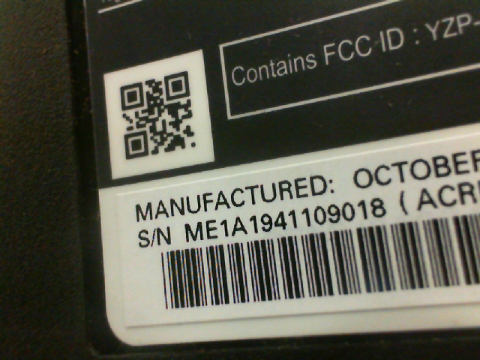 Contains FCC ID : YZP-
MANUFACTURED: OCTOBER
S/N ME1A1941109018 ( ACR